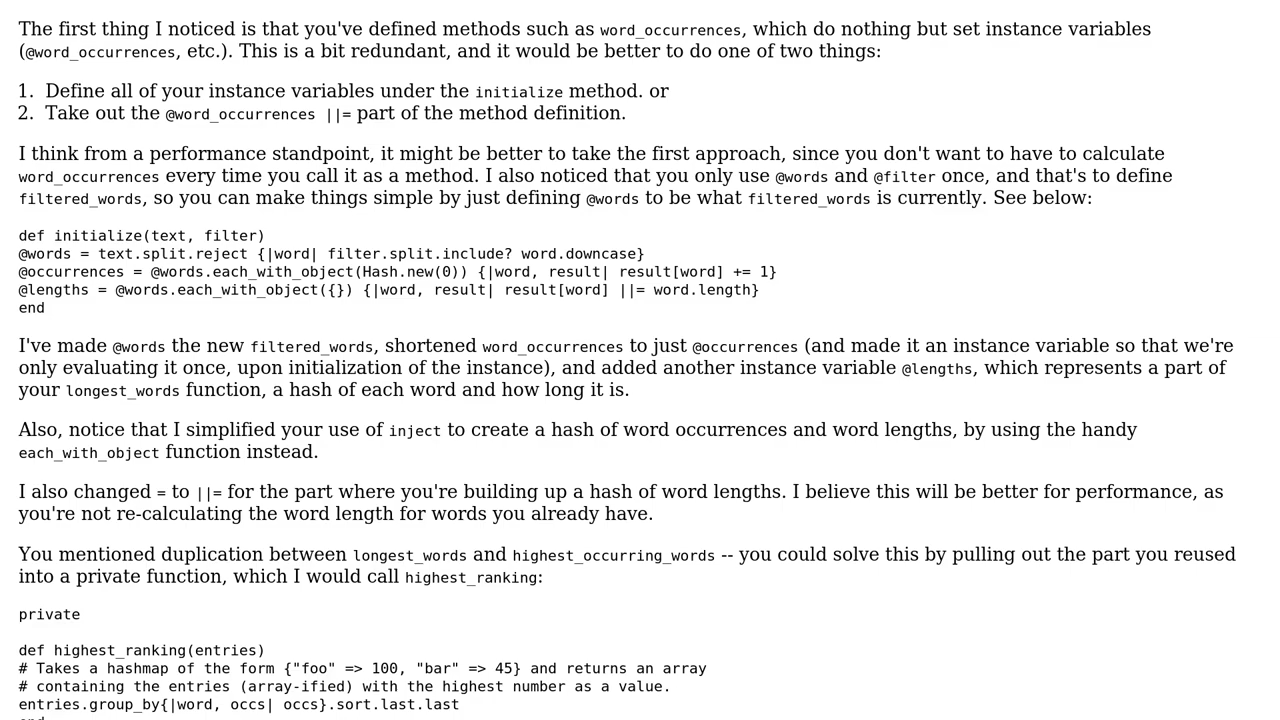 The first thing I noticed is that you've defined methods such as word_occurrences, which do nothing but set instance variables
(@word_occurrences, etc.). This is a bit redundant, and it would be better to do one of two things:
1. Define all of your instance variables under the initialize method. or
2. Take out the @word_occurrences ||= part of the method definition.
I think from a performance standpoint, it might be better to take the first approach, since you don't want to have to calculate
word_occurrences every time you call it as a method. I also noticed that you only use @words and @filter once, and that's to define
filtered_words, so you can make things simple by just defining @words to be what filtered_words is currently. See below:
def initialize(text, filter)
@words = text.split.reject {|word| filter.split.include? word.downcase}
@occurrences = @words.each_with_object(Hash.new(0)) {|word, result| result[word] += 1}
@lengths = @words.each_with_object({}) {|word, result| result[word] ||= word.length}
end
I've made @words the new filtered_words, shortened word_occurrences to just @occurrences (and made it an instance variable so that we're
only evaluating it once, upon initialization of the instance), and added another instance variable @lengths, which represents a part of
your longest_words function, a hash of each word and how long it is.
Also, notice that I simplified your use of inject to create a hash of word occurrences and word lengths, by using the handy
each_with_object function instead.
I also changed = to ||= for the part where you're building up a hash of word lengths. I believe this will be better for performance, as
you're not re-calculating the word length for words you already have.
You mentioned duplication between longest_words and highest_occurring_words -- you could solve this by pulling out the part you reused
into a private function, which I would call highest_ranking:
private
def highest_ranking(entries)
# Takes a hashmap of the form {"foo" => 100, "bar" => 45} and returns an array
# containing the entries (array-ified) with the highest number as a value.
entries.group_by{|word, occs| occs}.sort.last.last